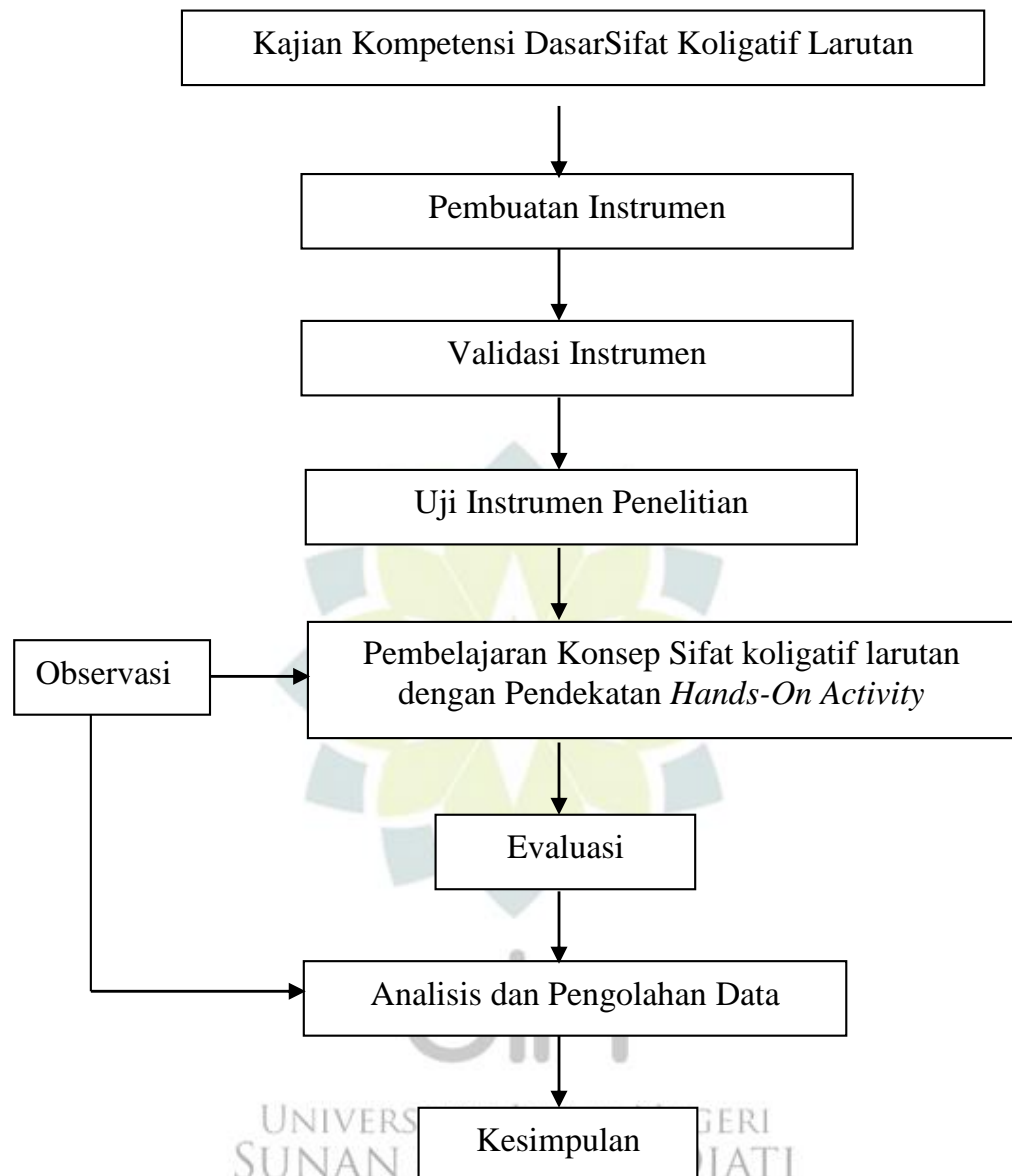 Kajian Kompetensi DasarSifat Koligatif Larutan
Pembuatan Instrumen
Validasi Instrumen
Uji Instrumen Penelitian
Observasi
Pembelajaran Konsep Sifat koligatif larutan
dengan Pendekatan Hands-On Activity
Evaluasi
Analisis dan Pengolahan Data
Kesimpulan
SUNAN